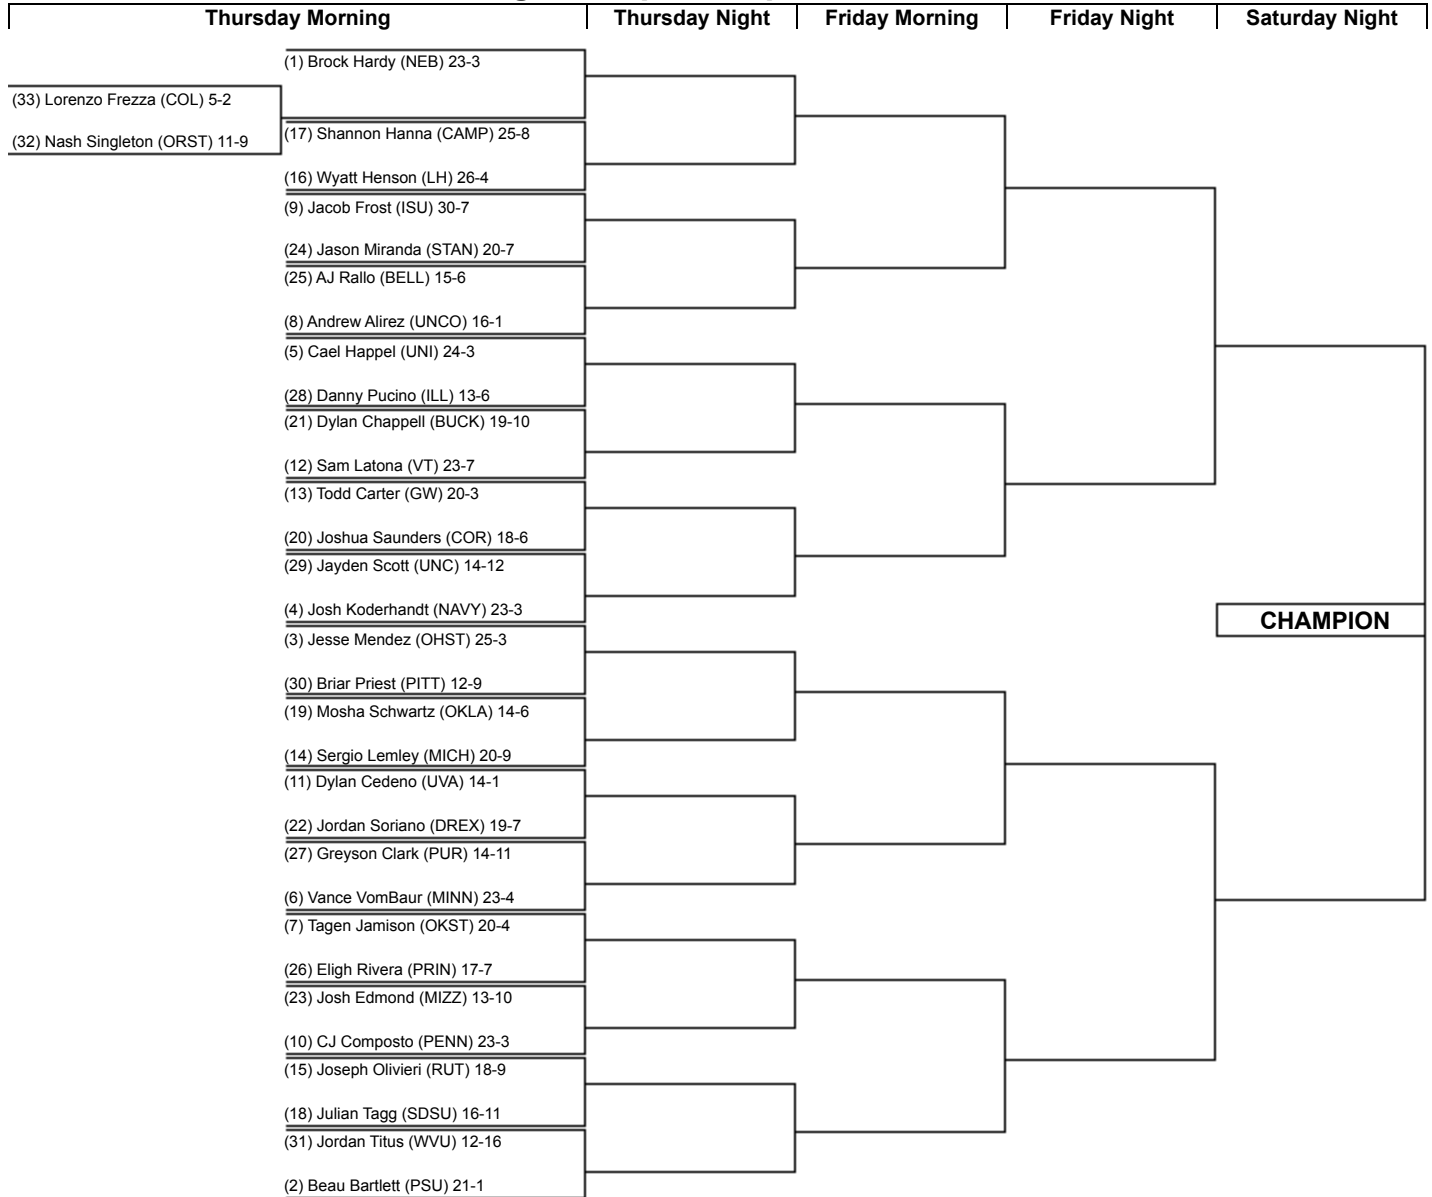 Thursday Morning Thursday Night Friday Morning Friday Night Saturday Night
(1) Brock Hardy (NEB) 23-3
(33) Lorenzo Frezza (COL) 5-2
(32) Nash Singleton (ORST) 11-9
(17) Shannon Hanna (CAMP) 25-8
(16) Wyatt Henson (LH) 26-4
(9) Jacob Frost (ISU) 30-7
(24) Jason Miranda (STAN) 20-7
(25) AJ Rallo (BELL) 15-6
(8) Andrew Alirez (UNCO) 16-1
(5) Cael Happel (UNI) 24-3
(28) Danny Pucino (ILL) 13-6
(21) Dylan Chappell (BUCK) 19-10
(12) Sam Latona (VT) 23-7
(13) Todd Carter (GW) 20-3
(20) Joshua Saunders (COR) 18-6
(29) Jayden Scott (UNC) 14-12
(4) Josh Koderhandt (NAVY) 23-3
CHAMPION
(3) Jesse Mendez (OHST) 25-3
(30) Briar Priest (PITT) 12-9
(19) Mosha Schwartz (OKLA) 14-6
(14) Sergio Lemley (MICH) 20-9
(11) Dylan Cedeno (UVA) 14-1
(22) Jordan Soriano (DREX) 19-7
(27) Greyson Clark (PUR) 14-11
(6) Vance VomBaur (MINN) 23-4
(7) Tagen Jamison (OKST) 20-4
(26) Eligh Rivera (PRIN) 17-7
(23) Josh Edmond (MIZZ) 13-10
(10) CJ Composto (PENN) 23-3
(15) Joseph Olivieri (RUT) 18-9
(18) Julian Tagg (SDSU) 16-11
(31) Jordan Titus (WVU) 12-16
(2) Beau Bartlett (PSU) 21-1